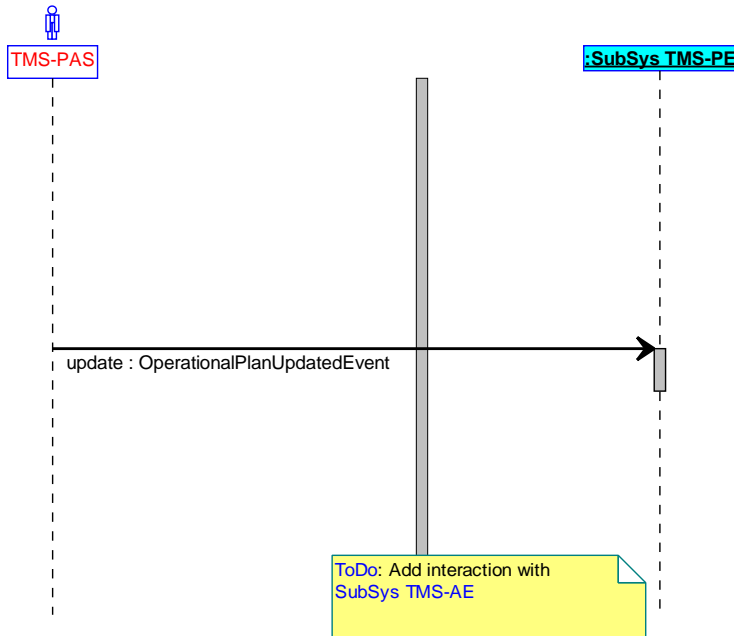 TMS-PAS
:SubSys TMS-PE
update : OperationalPlanUpdatedEvent
ToDo: Add interaction with
SubSys TMS-AE